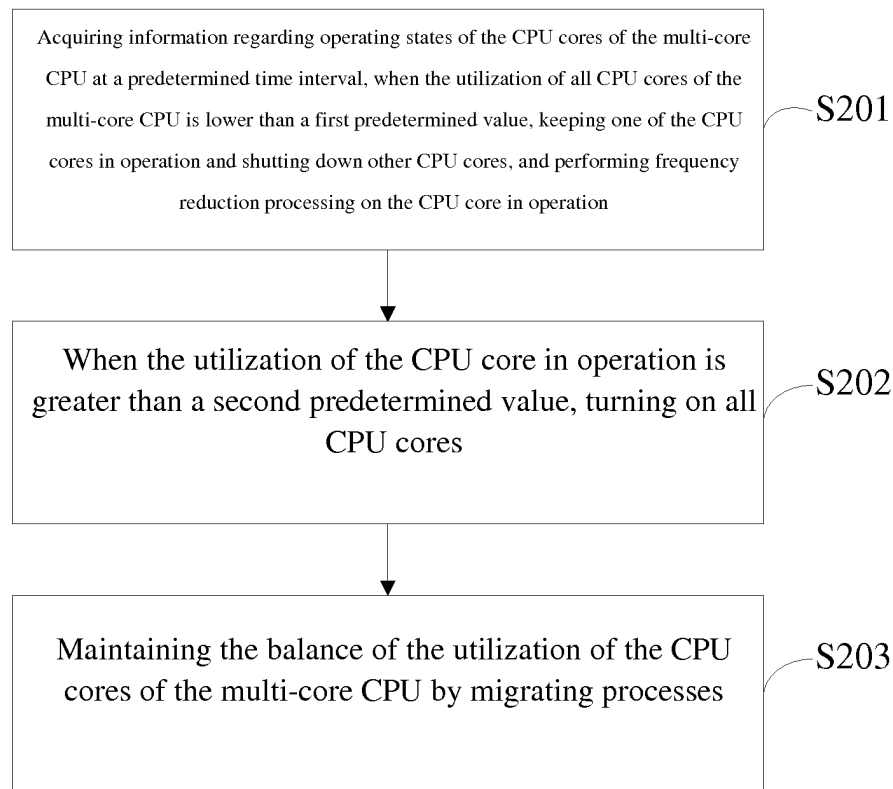 Acquiring information regarding operating states of the CPU cores of the multi-core
CPU at a predetermined time interval, when the utilization of all CPU cores of the
multi-core CPU is lower than a first predetermined value, keeping one of the CPU
cores in operation and shutting down other CPU cores, and performing frequency
reduction processing on the CPU core in operation
S201
When the utilization of the CPU core in operation is
greater than a second predetermined value, turning on all
CPU cores
S202
Maintaining the balance of the utilization of the CPU
cores of the multi-core CPU by migrating processes
S203